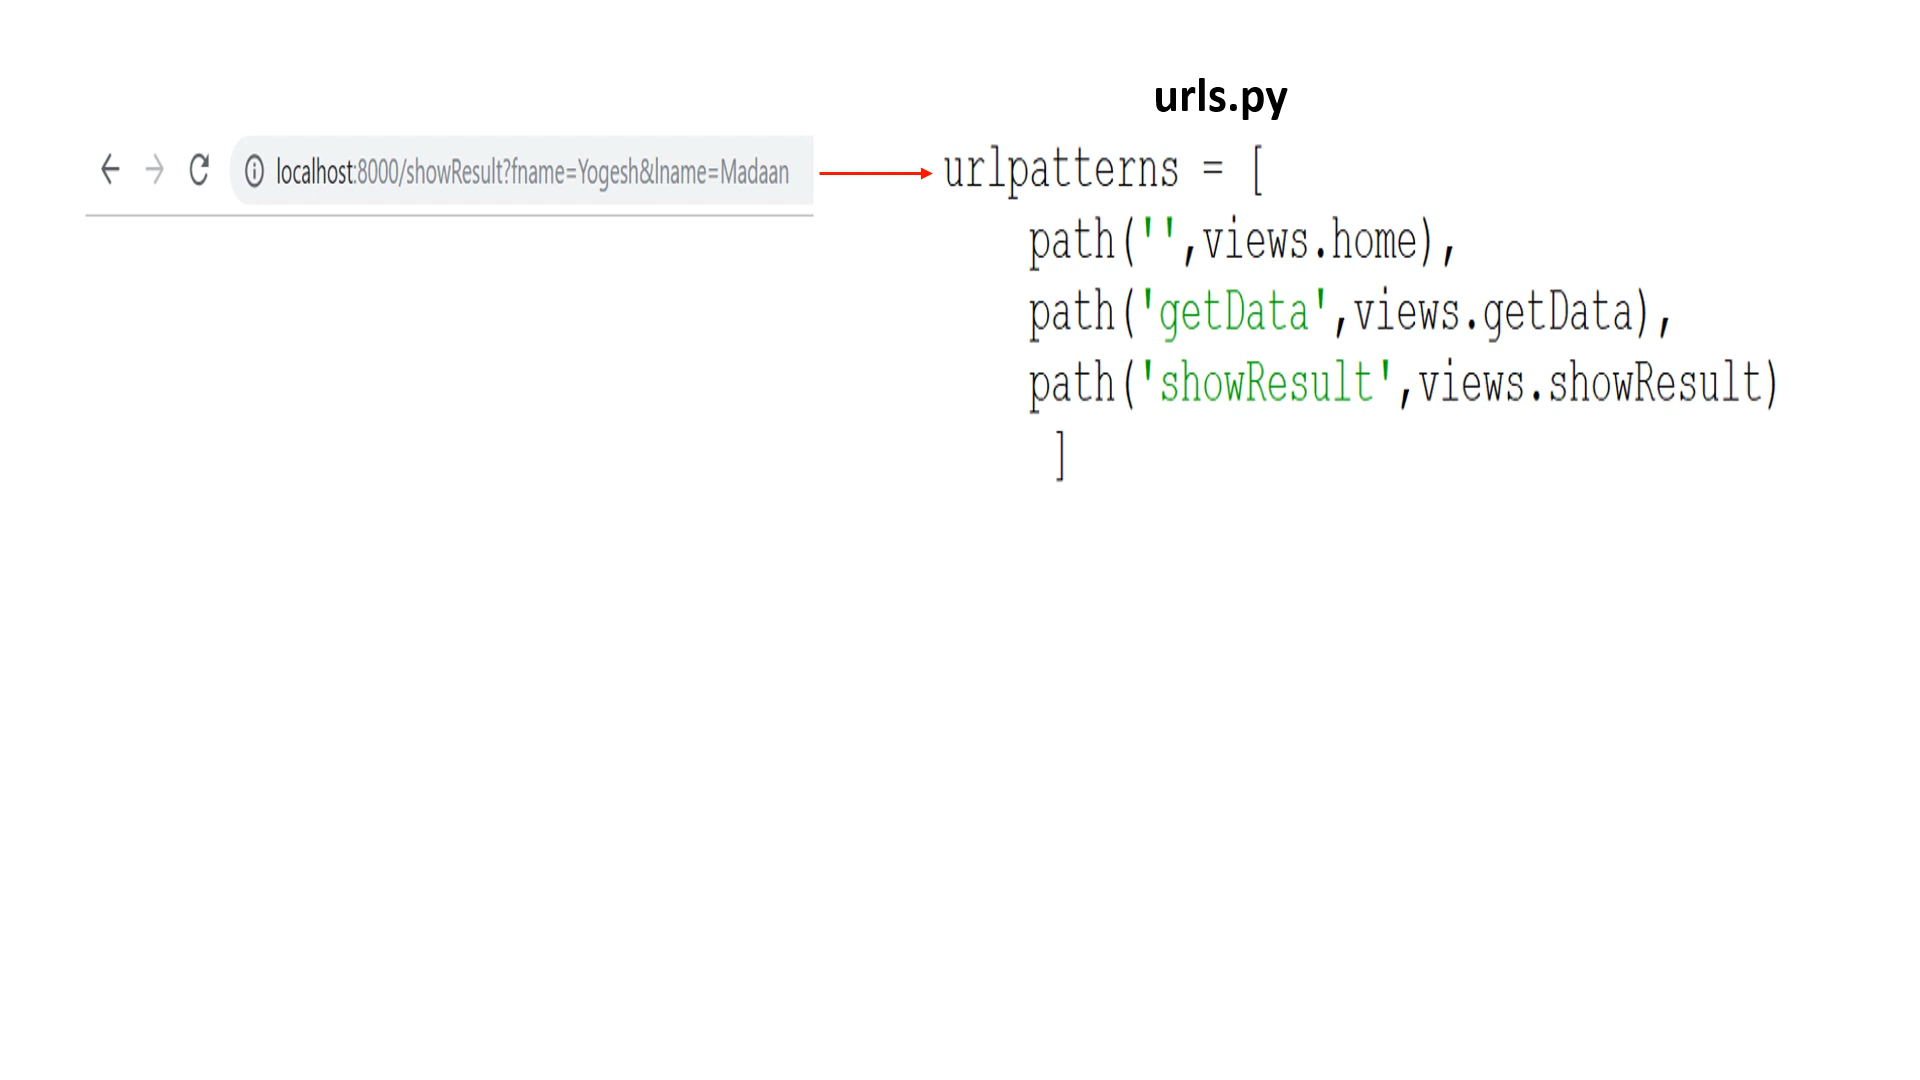 urls.py
localhost:8000/showResult?fname=Yogesh&lname=Madaan
urlpatterns = [
path('',views.home),
path('getData',views.getData),
path('showResult',views.showResult)
]